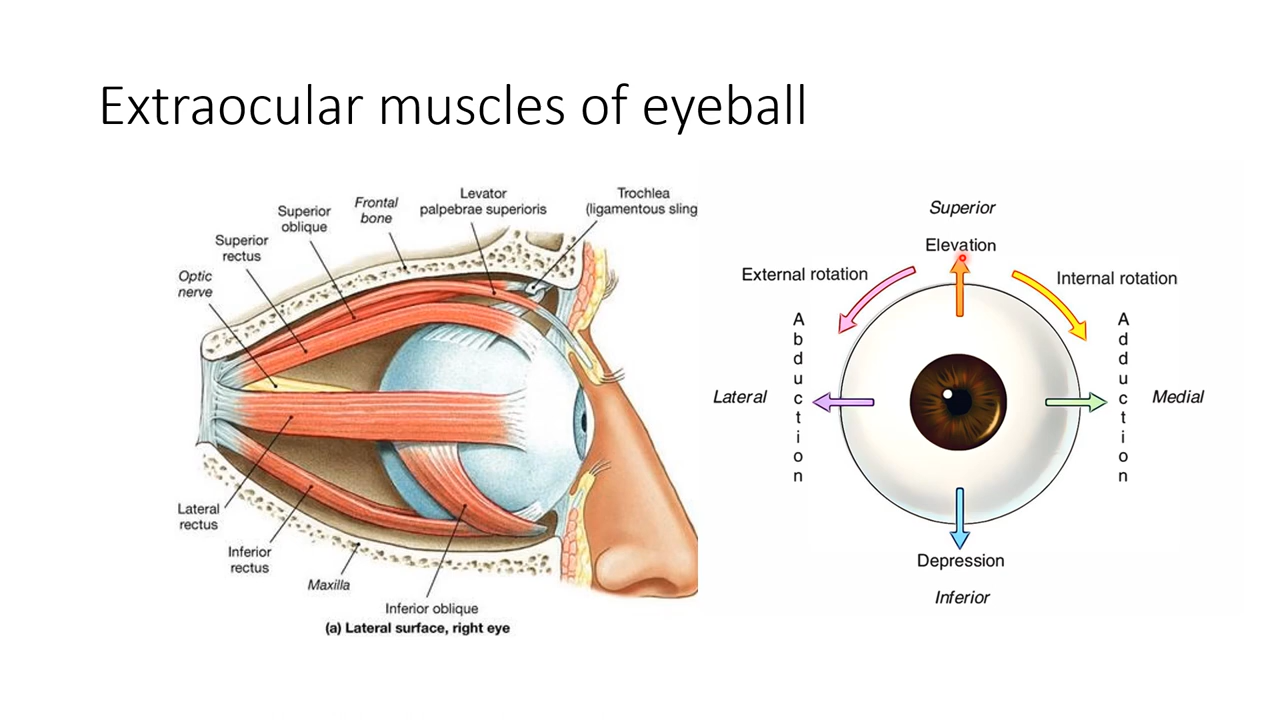 Extraocular muscles of eyeball
Levator
palpebrae superioris
Trochlea
(ligamentous sling
Frontal
bone
Superior
oblique
Superior
rectus
Optic
nerve
Lateral
rectus
Inferior
rectus
Maxilla
Inferior oblique
(a) Lateral surface, right eye
Superior
Elevation
External rotation
Internal rotation
Abduction
Adduction
Lateral
Medial
Depression
Inferior